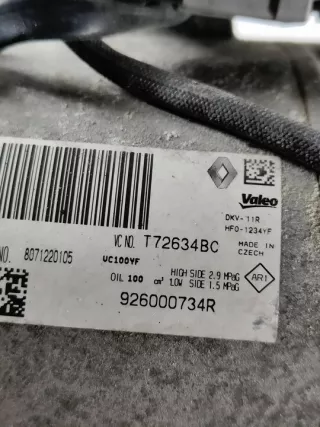 Valeo
DKV-11R
HFO-1234YF
VC NO. T72634BC
MADE IN
CZECH
NO. 8071220105
VC100YF
OIL 100 cm³
HIGH SIDE 2.9 MPaG
LOW SIDE 1.5 MPaG
AR1
926000734R